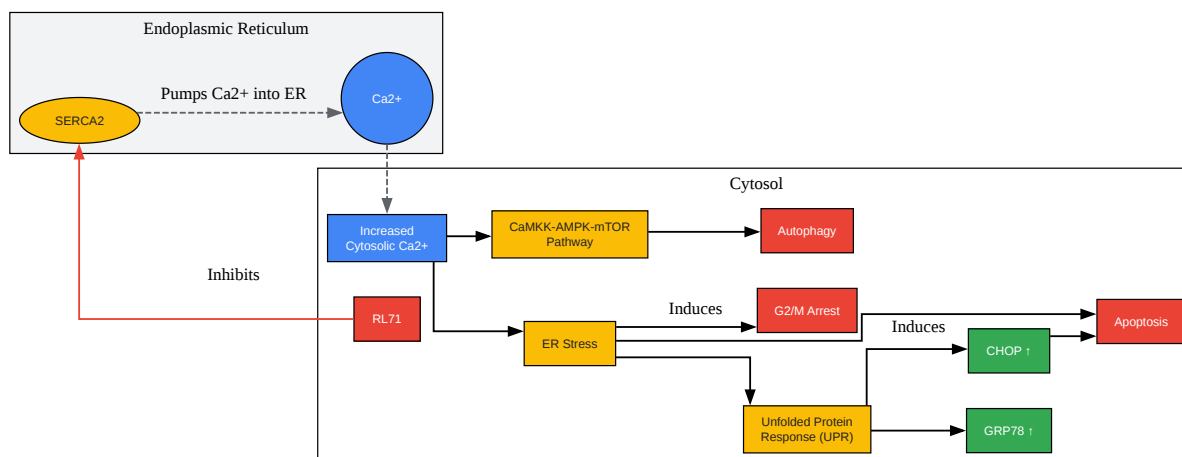 Endoplasmic Reticulum
Pumps Ca2+ into ER
SERCA2
Ca2+
Cytosol
Increased
Cytosolic Ca2+
CaMKK-AMPK-mTOR
Pathway
Autophagy
Inhibits
RL71
ER Stress
Induces
G2/M Arrest
Induces
Apoptosis
CHOP ↑
Unfolded Protein
Response (UPR)
GRP78 ↑